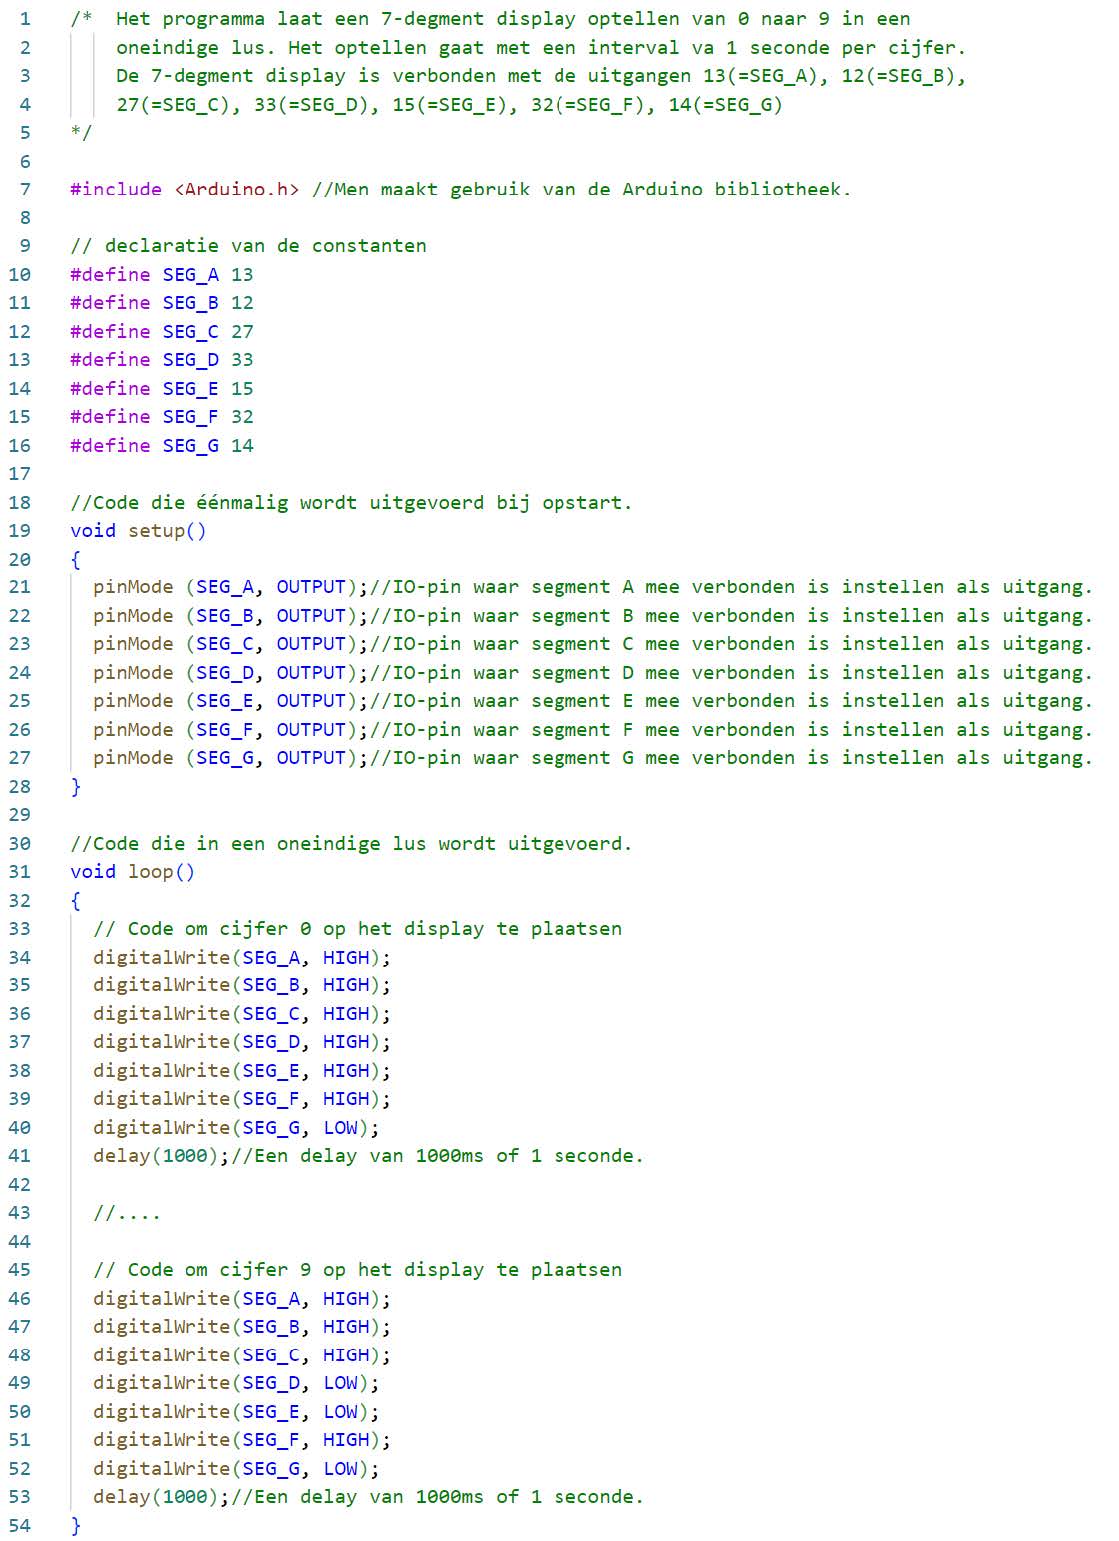 1 /*  Het programma laat een 7-degment display optellen van 0 naar 9 in een
2     oneindige lus. Het optellen gaat met een interval va 1 seconde per cijfer.
3     De 7-degment display is verbonden met de uitgangen 13(=SEG_A), 12(=SEG_B),
4     27(=SEG_C), 33(=SEG_D), 15(=SEG_E), 32(=SEG_F), 14(=SEG_G)
5 */
6
7 #include <Arduino.h> //Men maakt gebruik van de Arduino bibliotheek.
8
9 // declaratie van de constanten
10 #define SEG_A 13
11 #define SEG_B 12
12 #define SEG_C 27
13 #define SEG_D 33
14 #define SEG_E 15
15 #define SEG_F 32
16 #define SEG_G 14
17
18 //Code die éénmalig wordt uitgevoerd bij opstart.
19 void setup()
20 {
21   pinMode (SEG_A, OUTPUT);//IO-pin waar segment A mee verbonden is instellen als uitgang.
22   pinMode (SEG_B, OUTPUT);//IO-pin waar segment B mee verbonden is instellen als uitgang.
23   pinMode (SEG_C, OUTPUT);//IO-pin waar segment C mee verbonden is instellen als uitgang.
24   pinMode (SEG_D, OUTPUT);//IO-pin waar segment D mee verbonden is instellen als uitgang.
25   pinMode (SEG_E, OUTPUT);//IO-pin waar segment E mee verbonden is instellen als uitgang.
26   pinMode (SEG_F, OUTPUT);//IO-pin waar segment F mee verbonden is instellen als uitgang.
27   pinMode (SEG_G, OUTPUT);//IO-pin waar segment G mee verbonden is instellen als uitgang.
28 }
29
30 //Code die in een oneindige lus wordt uitgevoerd.
31 void loop()
32 {
33   // Code om cijfer 0 op het display te plaatsen
34   digitalWrite(SEG_A, HIGH);
35   digitalWrite(SEG_B, HIGH);
36   digitalWrite(SEG_C, HIGH);
37   digitalWrite(SEG_D, HIGH);
38   digitalWrite(SEG_E, HIGH);
39   digitalWrite(SEG_F, HIGH);
40   digitalWrite(SEG_G, LOW);
41   delay(1000);//Een delay van 1000ms of 1 seconde.
42
43   //....
44
45   // Code om cijfer 9 op het display te plaatsen
46   digitalWrite(SEG_A, HIGH);
47   digitalWrite(SEG_B, HIGH);
48   digitalWrite(SEG_C, HIGH);
49   digitalWrite(SEG_D, LOW);
50   digitalWrite(SEG_E, LOW);
51   digitalWrite(SEG_F, HIGH);
52   digitalWrite(SEG_G, LOW);
53   delay(1000);//Een delay van 1000ms of 1 seconde.
54 }